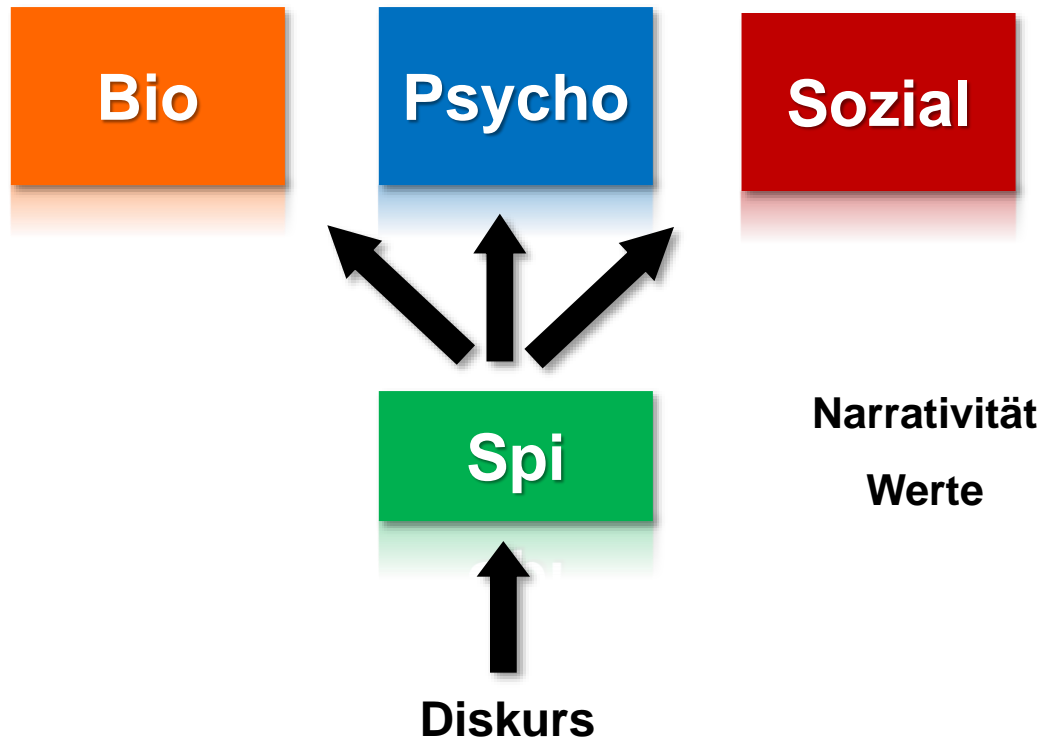 Bio
Psycho
Sozial
Spi
Narrativität
Werte
Diskurs